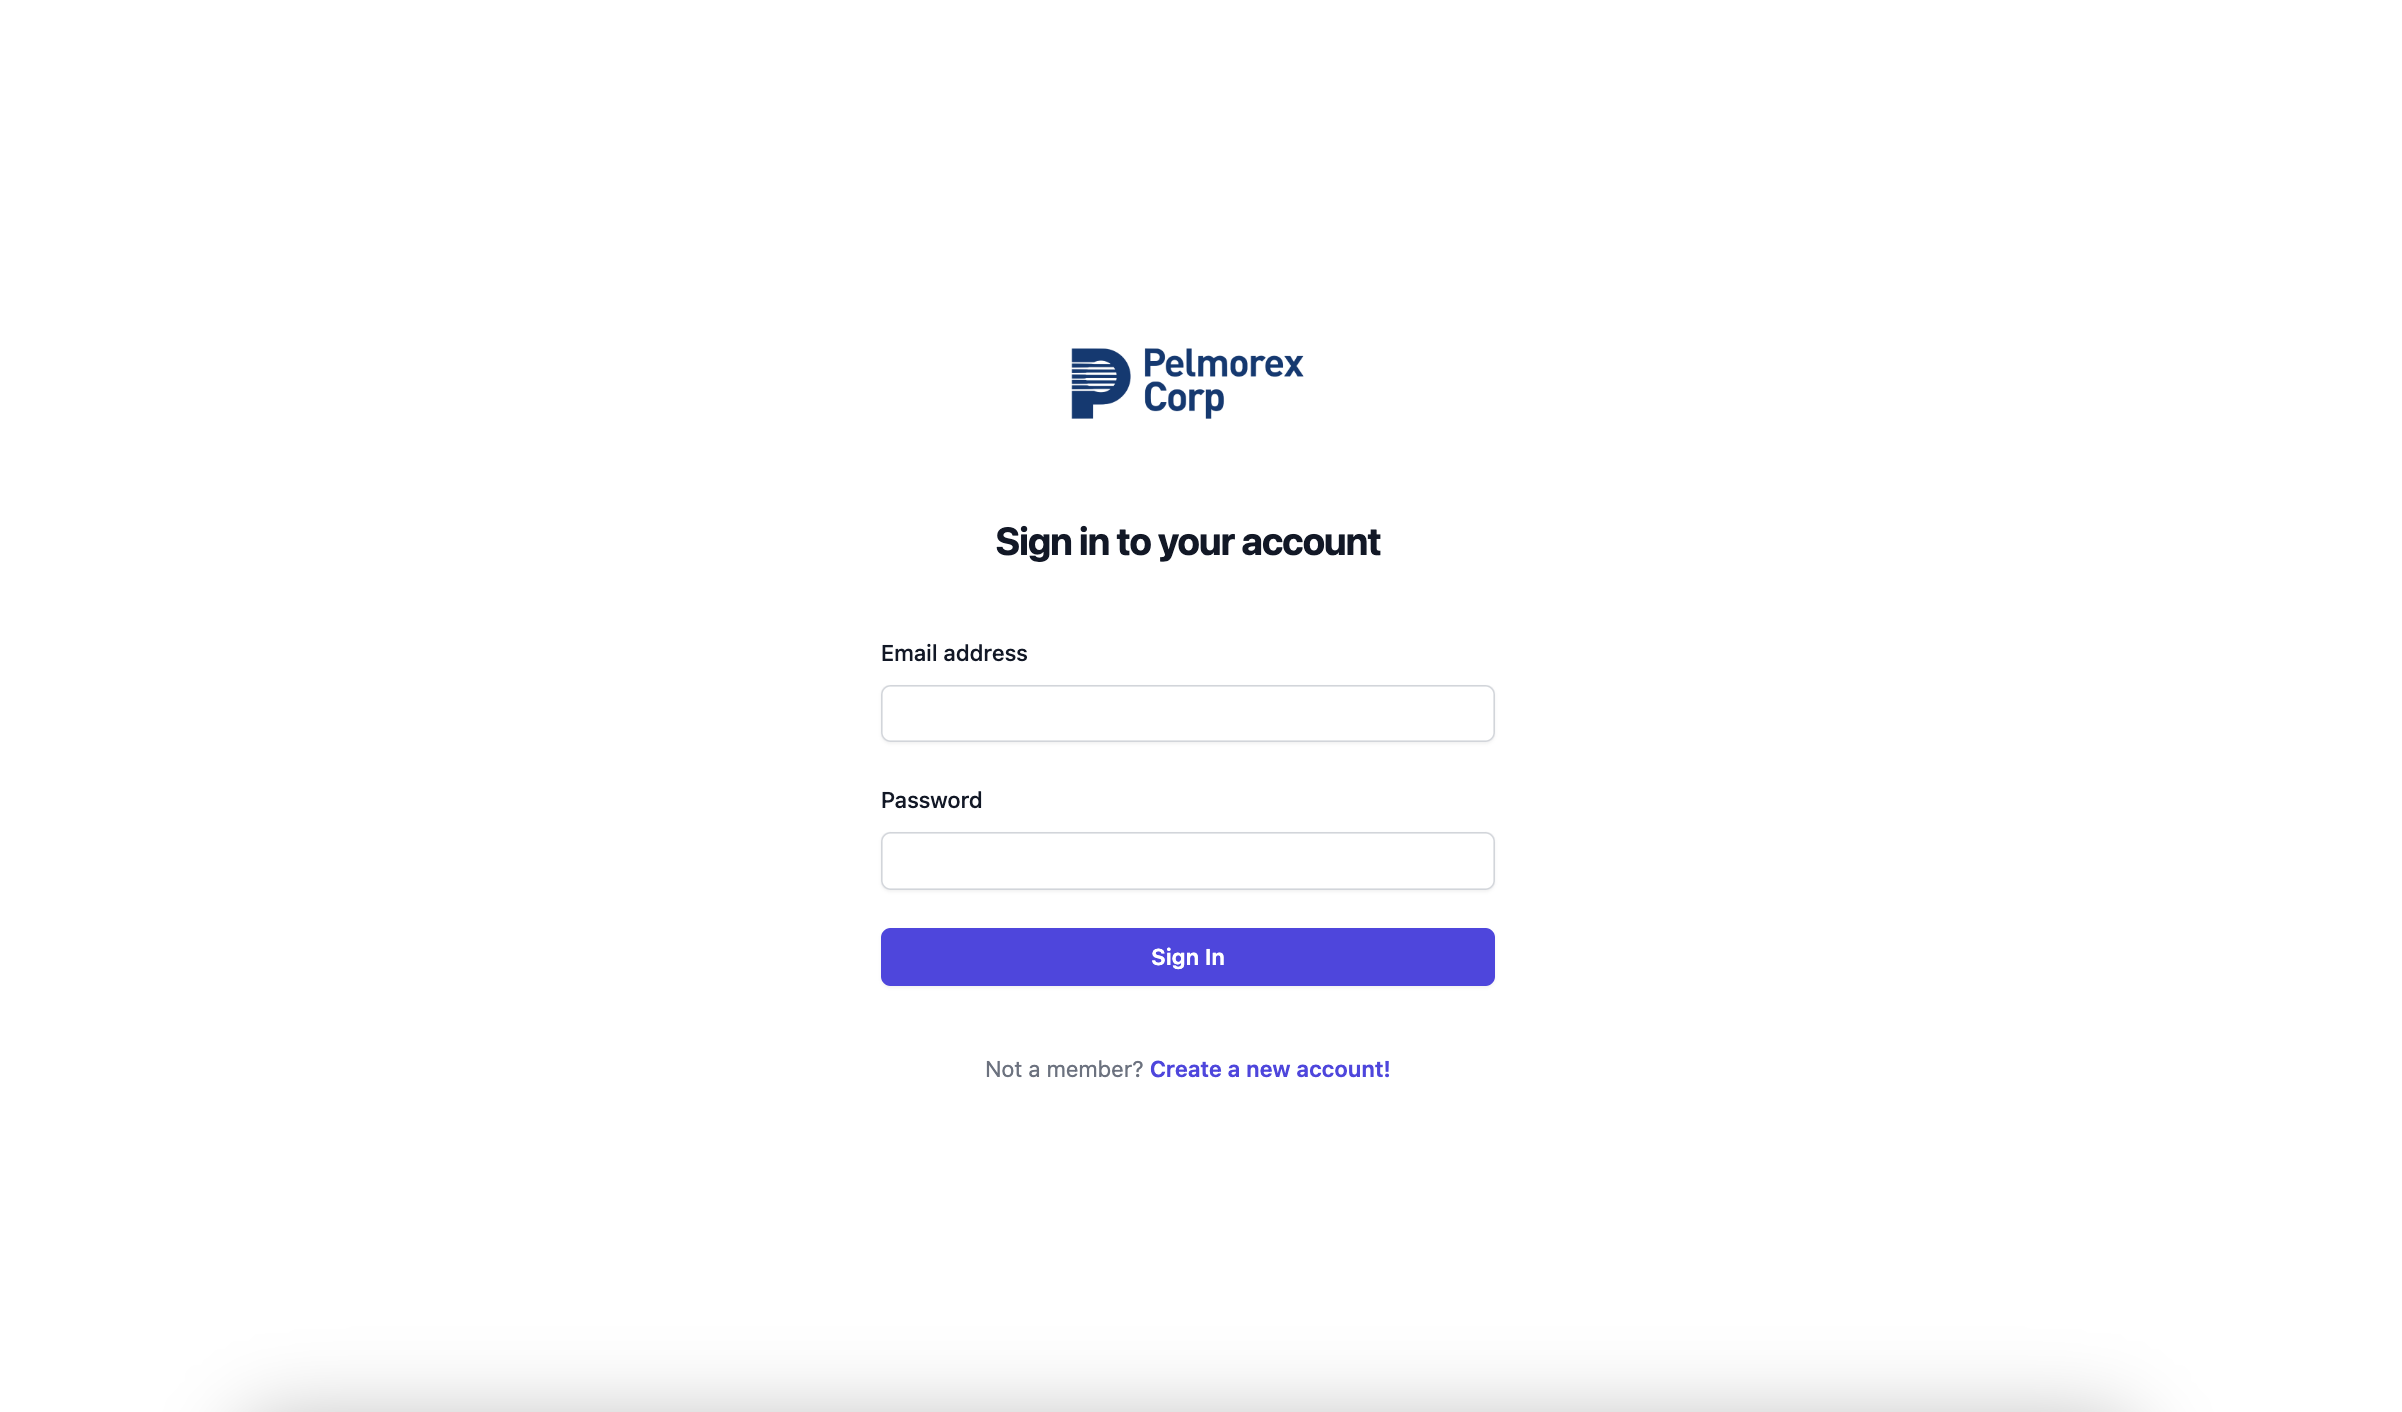 Pelmorex
Corp
Sign in to your account
Email address
Password
Sign In
Not a member? Create a new account!